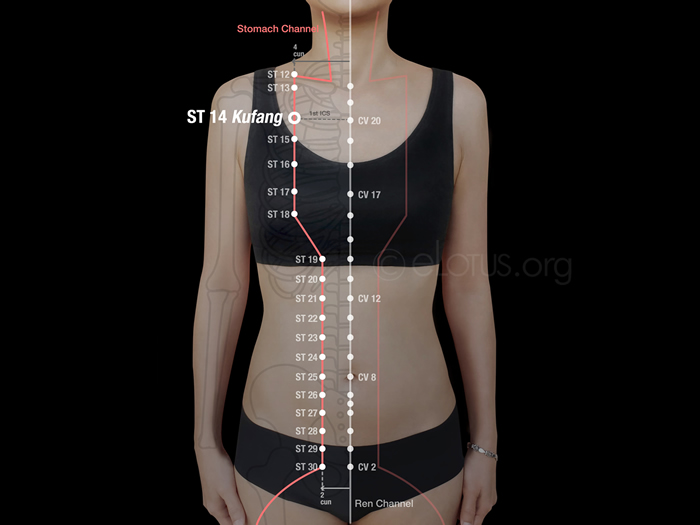 Stomach Channel
4
cun
ST 12
ST 13
ST 14 Kufang
1st ICS
CV 20
ST 15
ST 16
ST 17
CV 17
ST 18
ST 19
© eLotus.org
ST 20
ST 21
CV 12
ST 22
ST 23
ST 24
ST 25
CV 8
ST 26
ST 27
ST 28
ST 29
ST 30
CV 2
2
cun
Ren Channel